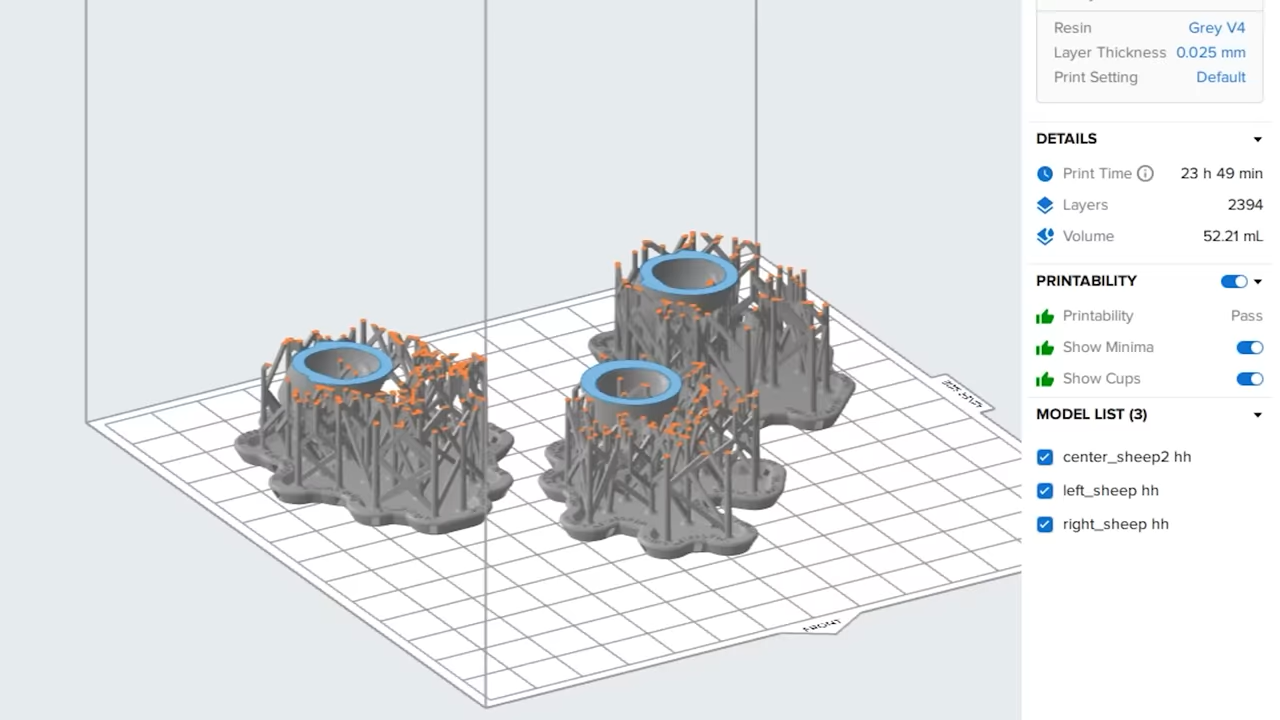 Resin Grey V4
Layer Thickness 0.025 mm
Print Setting Default
DETAILS
Print Time 23 h 49 min
Layers 2394
Volume 52.21 mL
PRINTABILITY
Printability Pass
Show Minima
Show Cups
MODEL LIST (3)
center_sheep2 hh
left_sheep hh
right_sheep hh
FRONT